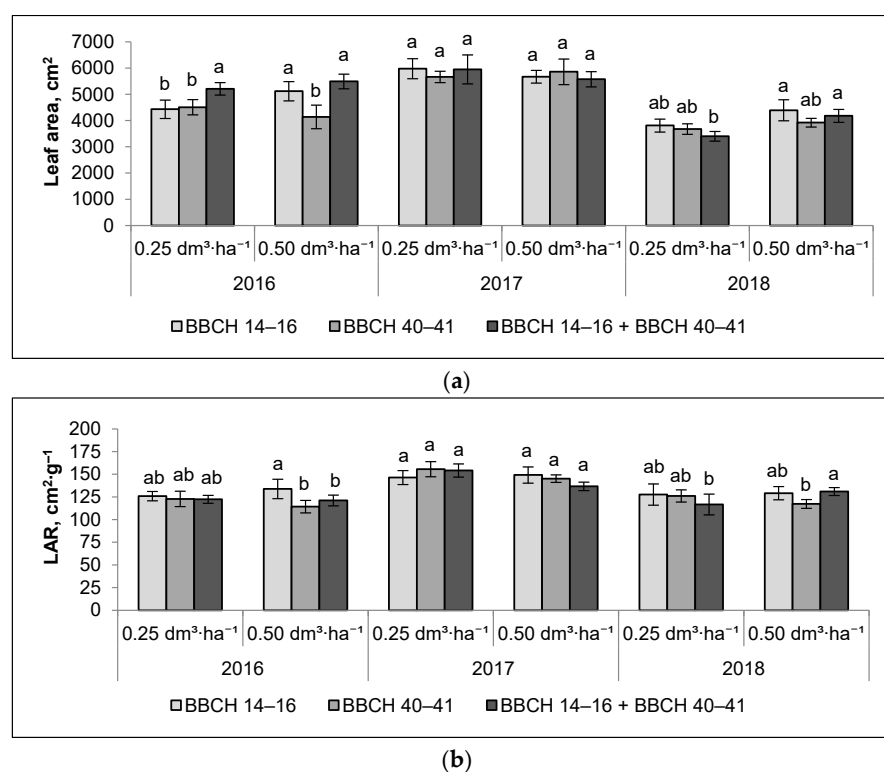 7000
6000
5000
4000
3000
2000
1000
0
Leaf area, cm²
b b a a b a a a a a a a ab ab b a ab a
0.25 dm³·ha⁻¹ 0.50 dm³·ha⁻¹ 0.25 dm³·ha⁻¹ 0.50 dm³·ha⁻¹ 0.25 dm³·ha⁻¹ 0.50 dm³·ha⁻¹
2016 2017 2018
BBCH 14–16 BBCH 40–41 BBCH 14–16 + BBCH 40–41
(a)
200
175
150
125
100
75
50
25
0
LAR, cm²·g⁻¹
ab ab ab a b b a a a a a a ab ab b ab b a
0.25 dm³·ha⁻¹ 0.50 dm³·ha⁻¹ 0.25 dm³·ha⁻¹ 0.50 dm³·ha⁻¹ 0.25 dm³·ha⁻¹ 0.50 dm³·ha⁻¹
2016 2017 2018
BBCH 14–16 BBCH 40–41 BBCH 14–16 + BBCH 40–41
(b)